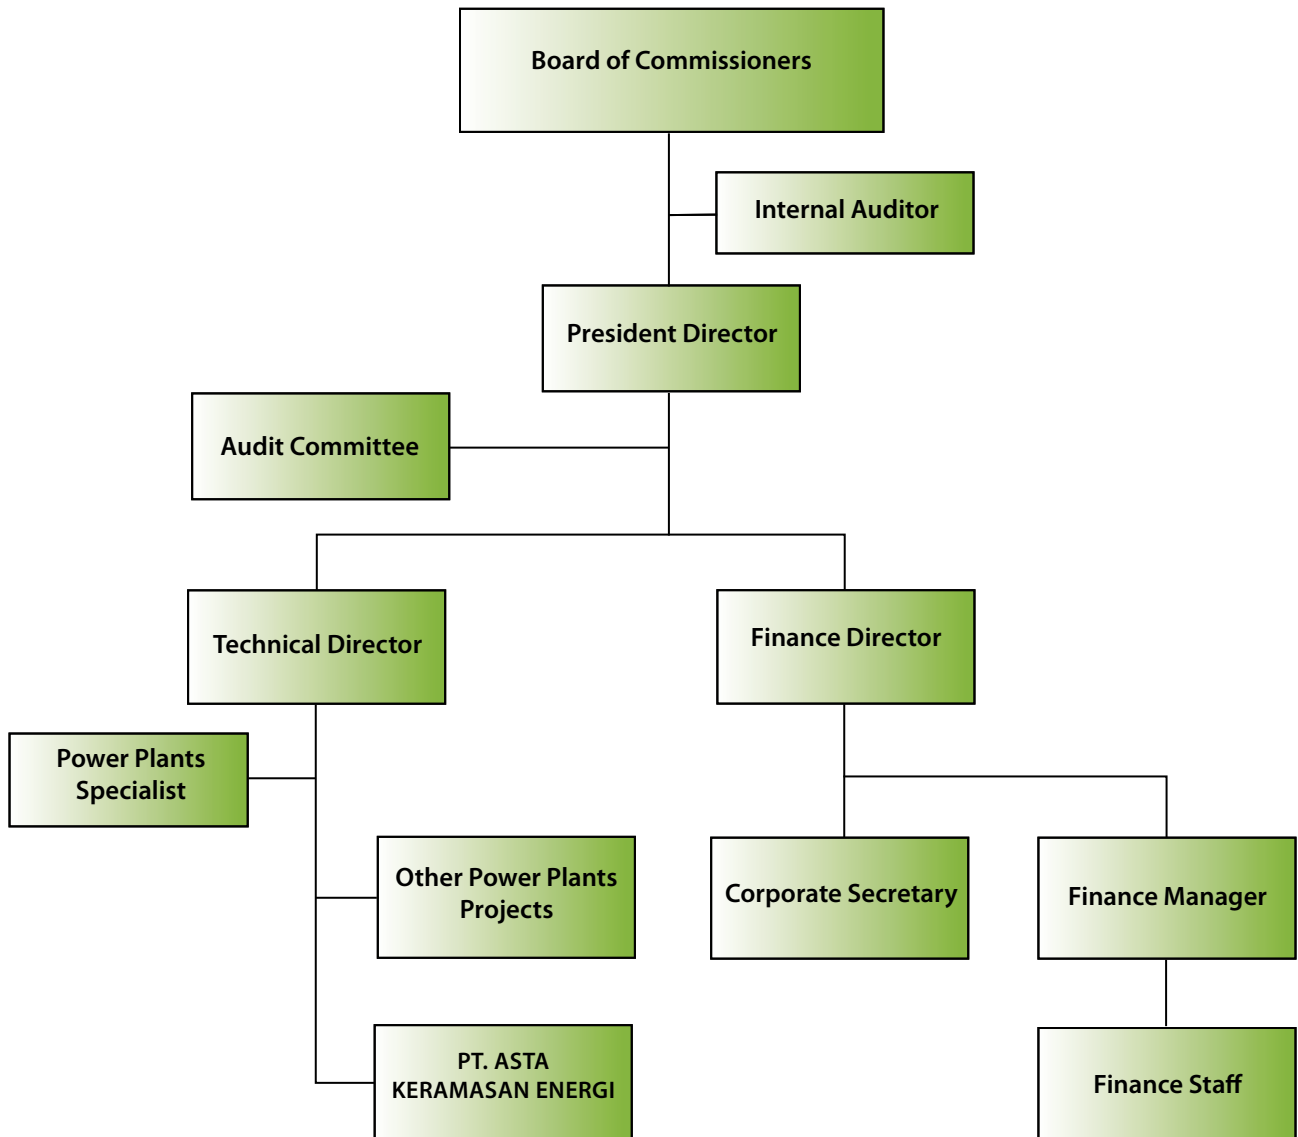 Board of Commissioners
Internal Auditor
President Director
Audit Committee
Technical Director
Finance Director
Power Plants
Specialist
Other Power Plants
Projects
Corporate Secretary
Finance Manager
PT. ASTA
KERAMASAN ENERGI
Finance Staff